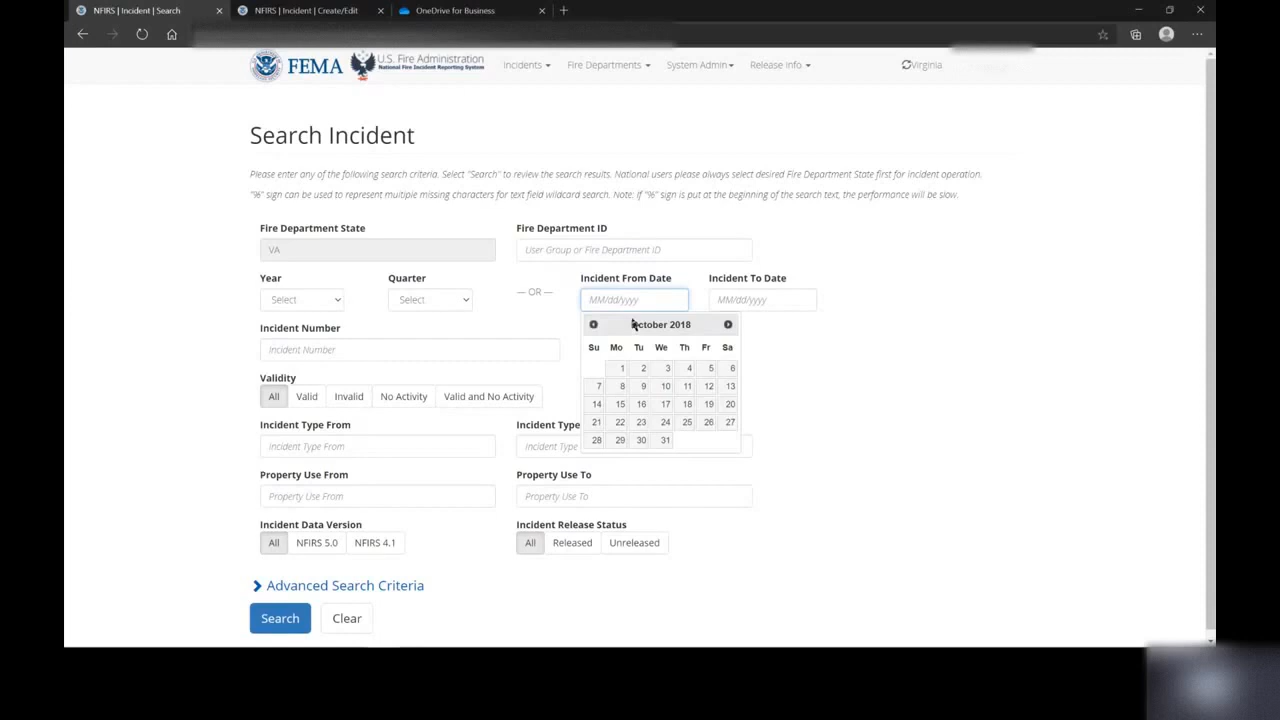 NFIRS | Incident | Search
NFIRS | Incident | Create/Edit
OneDrive for Business
FEMA
U.S. Fire Administration
National Fire Incident Reporting System
Incidents
Fire Departments
System Admin
Release Info
Virginia
Search Incident
Please enter any of the following search criteria. Select "Search" to review the search results. National users please always select desired Fire Department State first for incident operation.
"%" sign can be used to represent multiple missing characters for text field wildcard search. Note; if "%" sign is put at the beginning of the search text, the performance will be slow.
Fire Department State
Fire Department ID
VA
User Group or Fire Department ID
Year
Quarter
Incident From Date
Incident To Date
Select
Select
— OR —
MM/dd/yyyy
MM/dd/yyyy
Incident Number
October 2018
Incident Number
Su Mo Tu We Th Fr Sa
1 2 3 4 5 6
7 8 9 10 11 12 13
14 15 16 17 18 19 20
21 22 23 24 25 26 27
28 29 30 31
Validity
All Valid Invalid No Activity Valid and No Activity
Incident Type From
Incident Type
Incident Type From
Incident Type
Property Use From
Property Use To
Property Use From
Property Use To
Incident Data Version
Incident Release Status
All NFIRS 5.0 NFIRS 4.1
All Released Unreleased
Advanced Search Criteria
Search
Clear